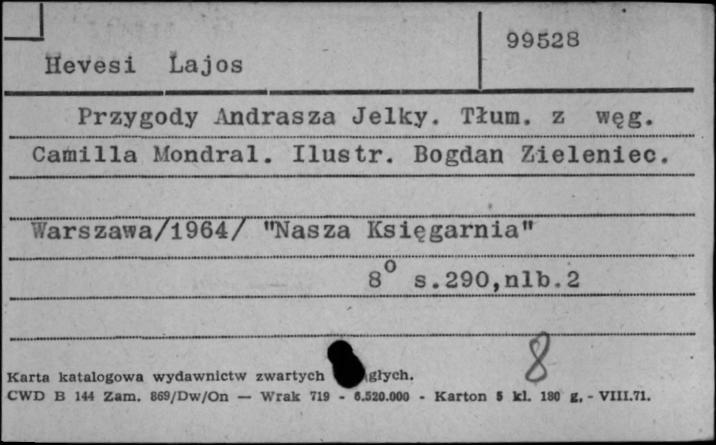 99528
Hevesi Lajos
Przygody Andrasza Jelky. Tłum. z węg.
Camilla Mondral. Ilustr. Bogdan Zieleniec.
Warszawa/1964/ "Nasza Księgarnia"
8° s.290,nlb.2
8
Karta katalogowa wydawnictw zwartych głych.
CWD B 144 Zam. 869/Dw/On — Wrak 719 - 6.520.000 - Karton 5 kl. 180 g. - VIII.71.